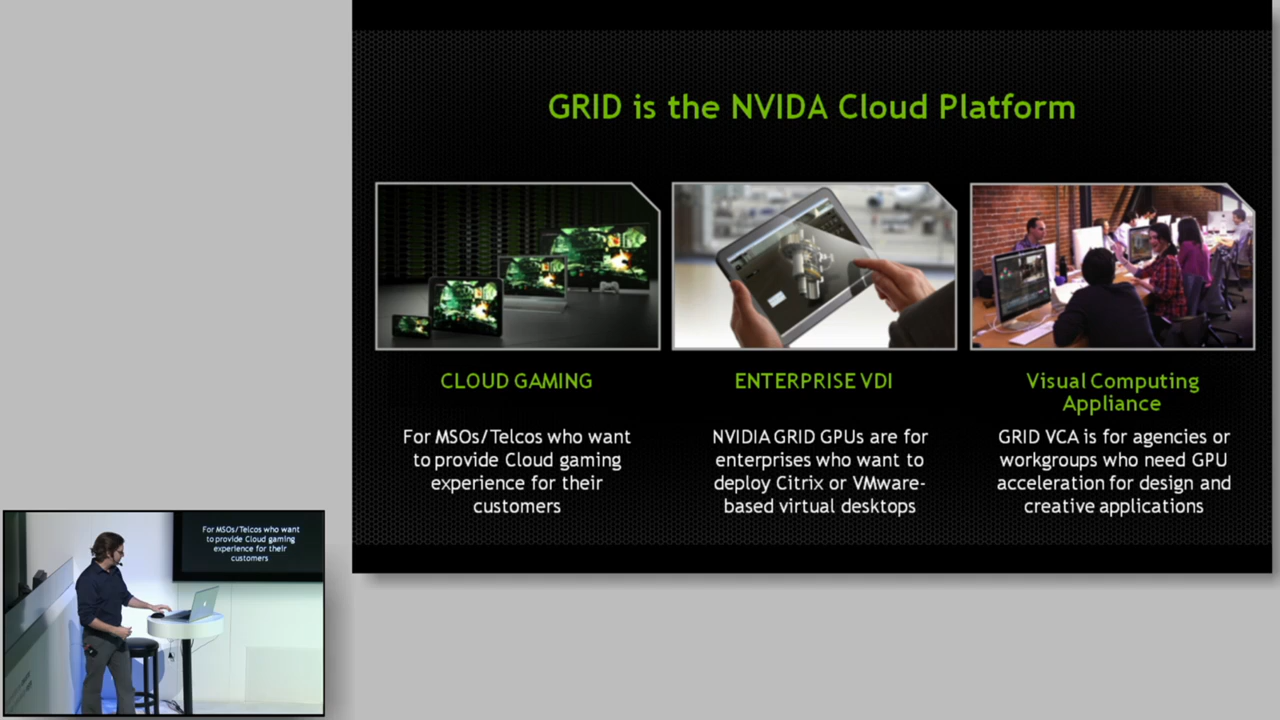 GRID is the NVIDA Cloud Platform
CLOUD GAMING
For MSOs/Telcos who want
to provide Cloud gaming
experience for their
customers
ENTERPRISE VDI
NVIDIA GRID GPUs are for
enterprises who want to
deploy Citrix or VMware-
based virtual desktops
Visual Computing
Appliance
GRID VCA is for agencies or
workgroups who need GPU
acceleration for design and
creative applications
For MSOs/Telcos who want
to provide Cloud gaming
experience for their
customers